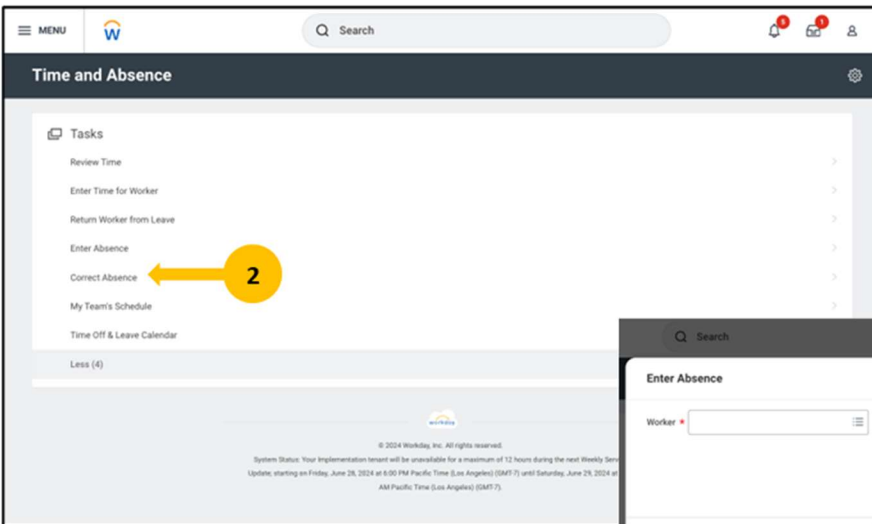 MENU
Search
5
1
Time and Absence
Tasks
Review Time
Enter Time for Worker
Return Worker from Leave
Enter Absence
Correct Absence
2
My Team's Schedule
Time Off & Leave Calendar
Less (4)
workday
© 2024 Workday, Inc. All rights reserved.
System Status: Your Implementation tenant will be unavailable for a maximum of 12 hours during the next Weekly Serv
Update; starting on Friday, June 28, 2024 at 6:00 PM Pacific Time (Los Angeles) (GMT-7) until Saturday, June 29, 2024 at
AM Pacific Time (Los Angeles) (GMT-7).
Search
Enter Absence
Worker *